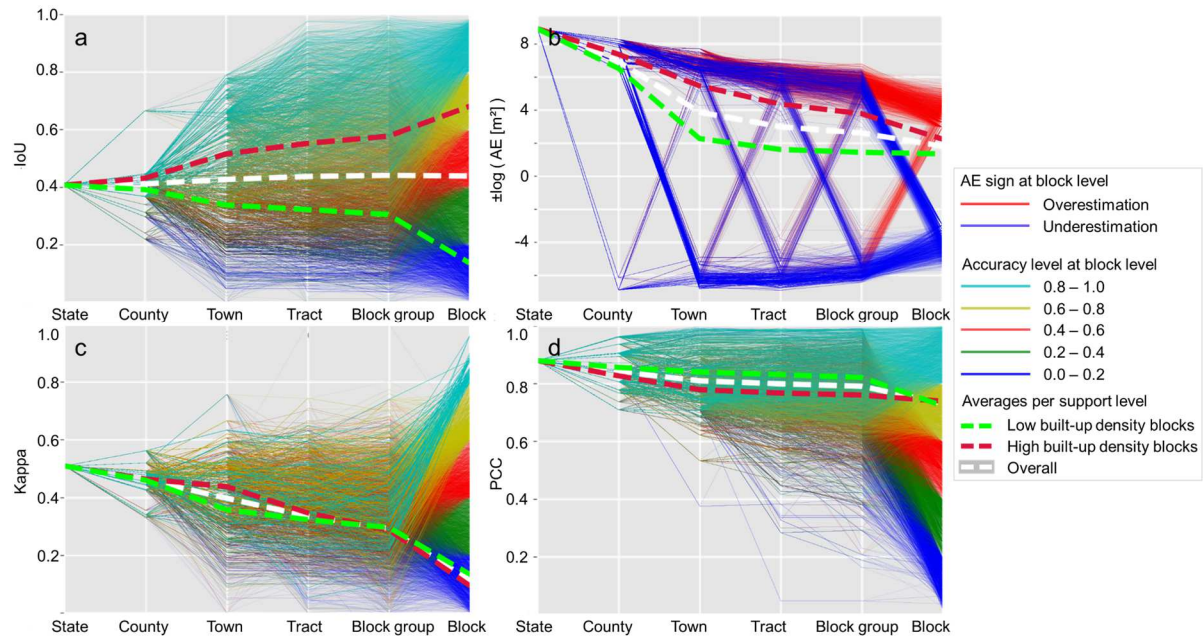 a
1.0
0.8
0.6
0.4
0.2
IoU
State County Town Tract Block group Block
b
8
4
0
-4
±log ( AE [m²] )
State County Town Tract Block group Block
c
1.0
0.8
0.6
0.4
0.2
Kappa
State County Town Tract Block group Block
d
1.0
0.8
0.6
0.4
0.2
PCC
State County Town Tract Block group Block
AE sign at block level
Overestimation
Underestimation
Accuracy level at block level
0.8 – 1.0
0.6 – 0.8
0.4 – 0.6
0.2 – 0.4
0.0 – 0.2
Averages per support level
Low built-up density blocks
High built-up density blocks
Overall